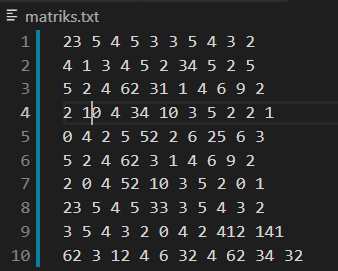 matriks.txt
1 23 5 4 5 3 3 5 4 3 2
2 4 1 3 4 5 2 34 5 2 5
3 5 2 4 62 31 1 4 6 9 2
4 2 10 4 34 10 3 5 2 2 1
5 0 4 2 5 52 2 6 25 6 3
6 5 2 4 62 3 1 4 6 9 2
7 2 0 4 52 10 3 5 2 0 1
8 23 5 4 5 33 3 5 4 3 2
9 3 5 4 3 2 0 4 2 412 141
10 62 3 12 4 6 32 4 62 34 32